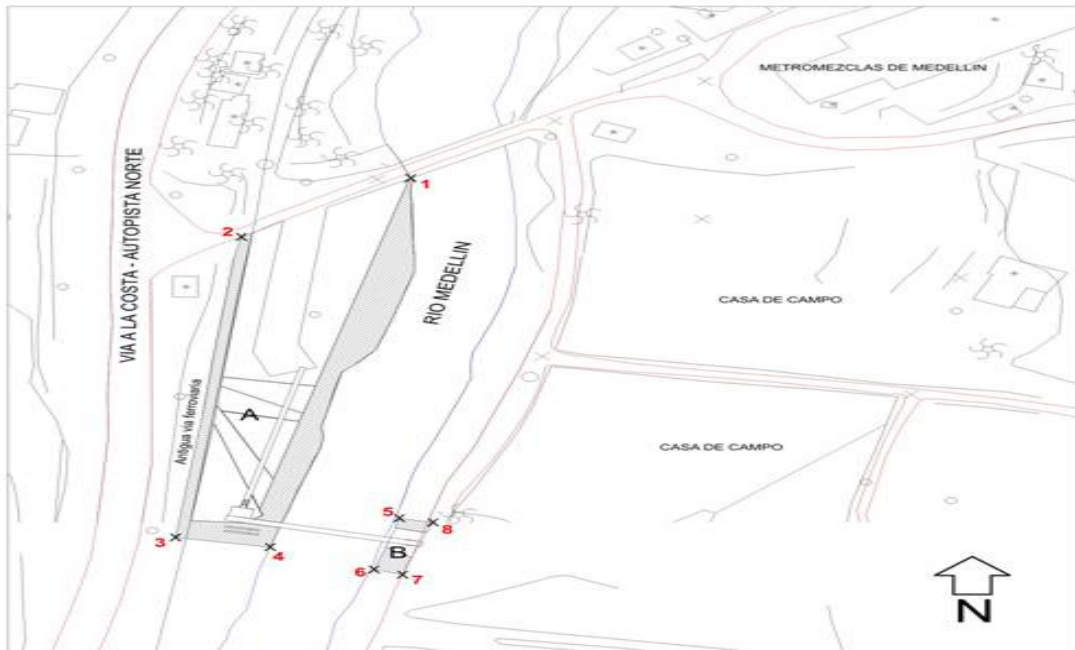 METROMEZCLAS DE MEDELLIN
VIA A LA COSTA - AUTOPISTA NORTE
1
2
RIO MEDELLIN
CASA DE CAMPO
Antigua via ferroviaria
A
CASA DE CAMPO
5
8
3
4
B
6
7
N